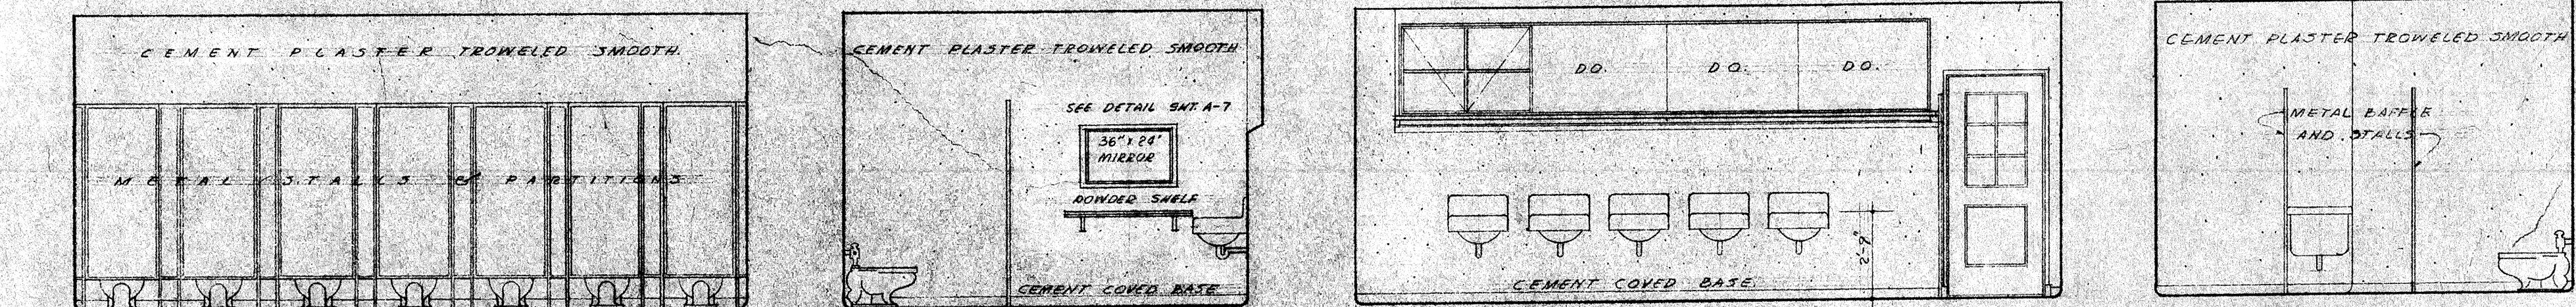 CEMENT PLASTER TROWELED SMOOTH.
METAL STALLS & PARTITIONS
CEMENT PLASTER TROWELED SMOOTH
SEE DETAIL SHT. A-7
36" X 24"
MIRROR
POWDER SHELF
CEMENT COVED BASE
DO. DO. DO.
2'-9"
CEMENT COVED BASE.
CEMENT PLASTER TROWELED SMOOTH
METAL BAFFLE
AND STALLS